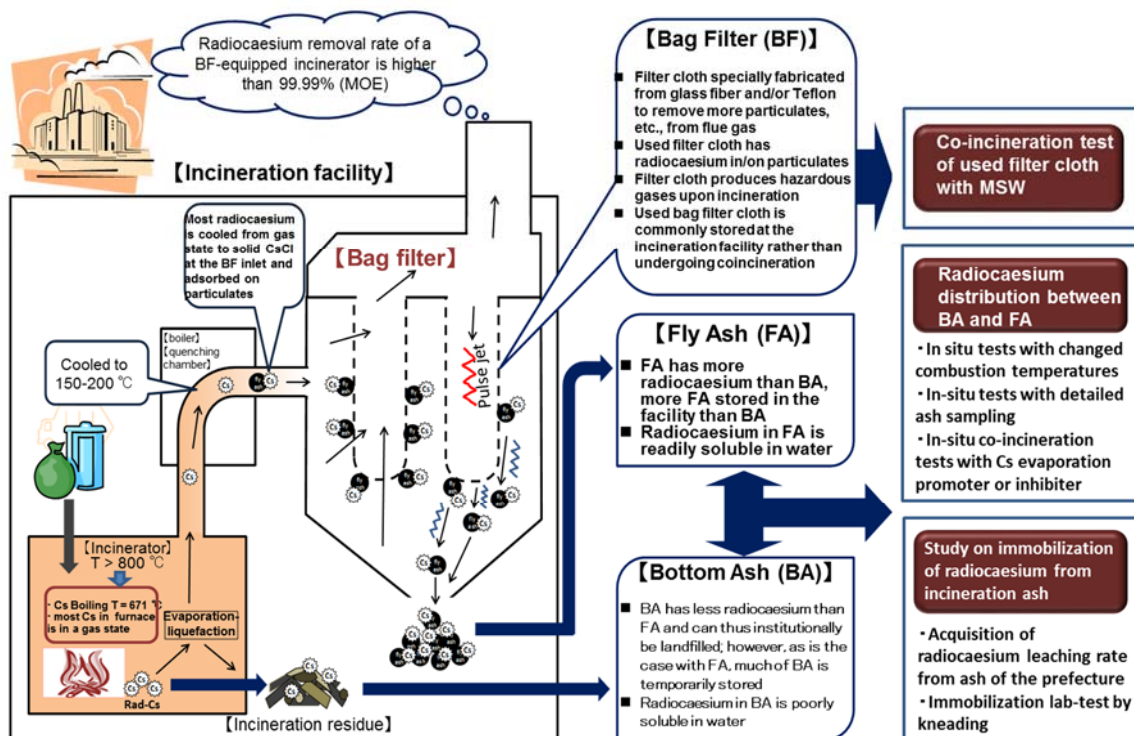 Radiocaesium removal rate of a
BF-equipped incinerator is higher
than 99.99% (MOE)
【Incineration facility】
Most radiocaesium
is cooled from gas
state to solid CsCl
at the BF inlet and
adsorbed on
particulates
【Bag filter】
[boiler]
[quenching
chamber]
Cooled to
150-200 ℃
Pulse jet
[Incinerator]
T > 800 ℃
・Cs Boiling T = 671 ℃
・most Cs in furnace
is in a gas state
Evaporation-
liquefaction
Rad-Cs
Cs
Cs
Cs
Cs
fly
ash
[Incineration residue]
【Bag Filter (BF)】
■ Filter cloth specially fabricated
from glass fiber and/or Teflon
to remove more particulates,
etc., from flue gas
■ Used filter cloth has
radiocaesium in/on particulates
■ Filter cloth produces hazardous
gases upon incineration
■ Used bag filter cloth is
commonly stored at the
incineration facility rather than
undergoing coincineration
【Fly Ash (FA)】
■ FA has more
radiocaesium than BA,
more FA stored in the
facility than BA
■ Radiocaesium in FA is
readily soluble in water
【Bottom Ash (BA)】
■ BA has less radiocaesium than
FA and can thus institutionally
be landfilled; however, as is the
case with FA, much of BA is
temporarily stored
■ Radiocaesium in BA is poorly
soluble in water
Co-incineration test
of used filter cloth
with MSW
Radiocaesium
distribution between
BA and FA
・In situ tests with changed
combustion temperatures
・In-situ tests with detailed
ash sampling
・In-situ co-incineration
tests with Cs evaporation
promoter or inhibiter
Study on immobilization
of radiocaesium from
incineration ash
・Acquisition of
radiocaesium leaching rate
from ash of the prefecture
・Immobilization lab-test by
kneading